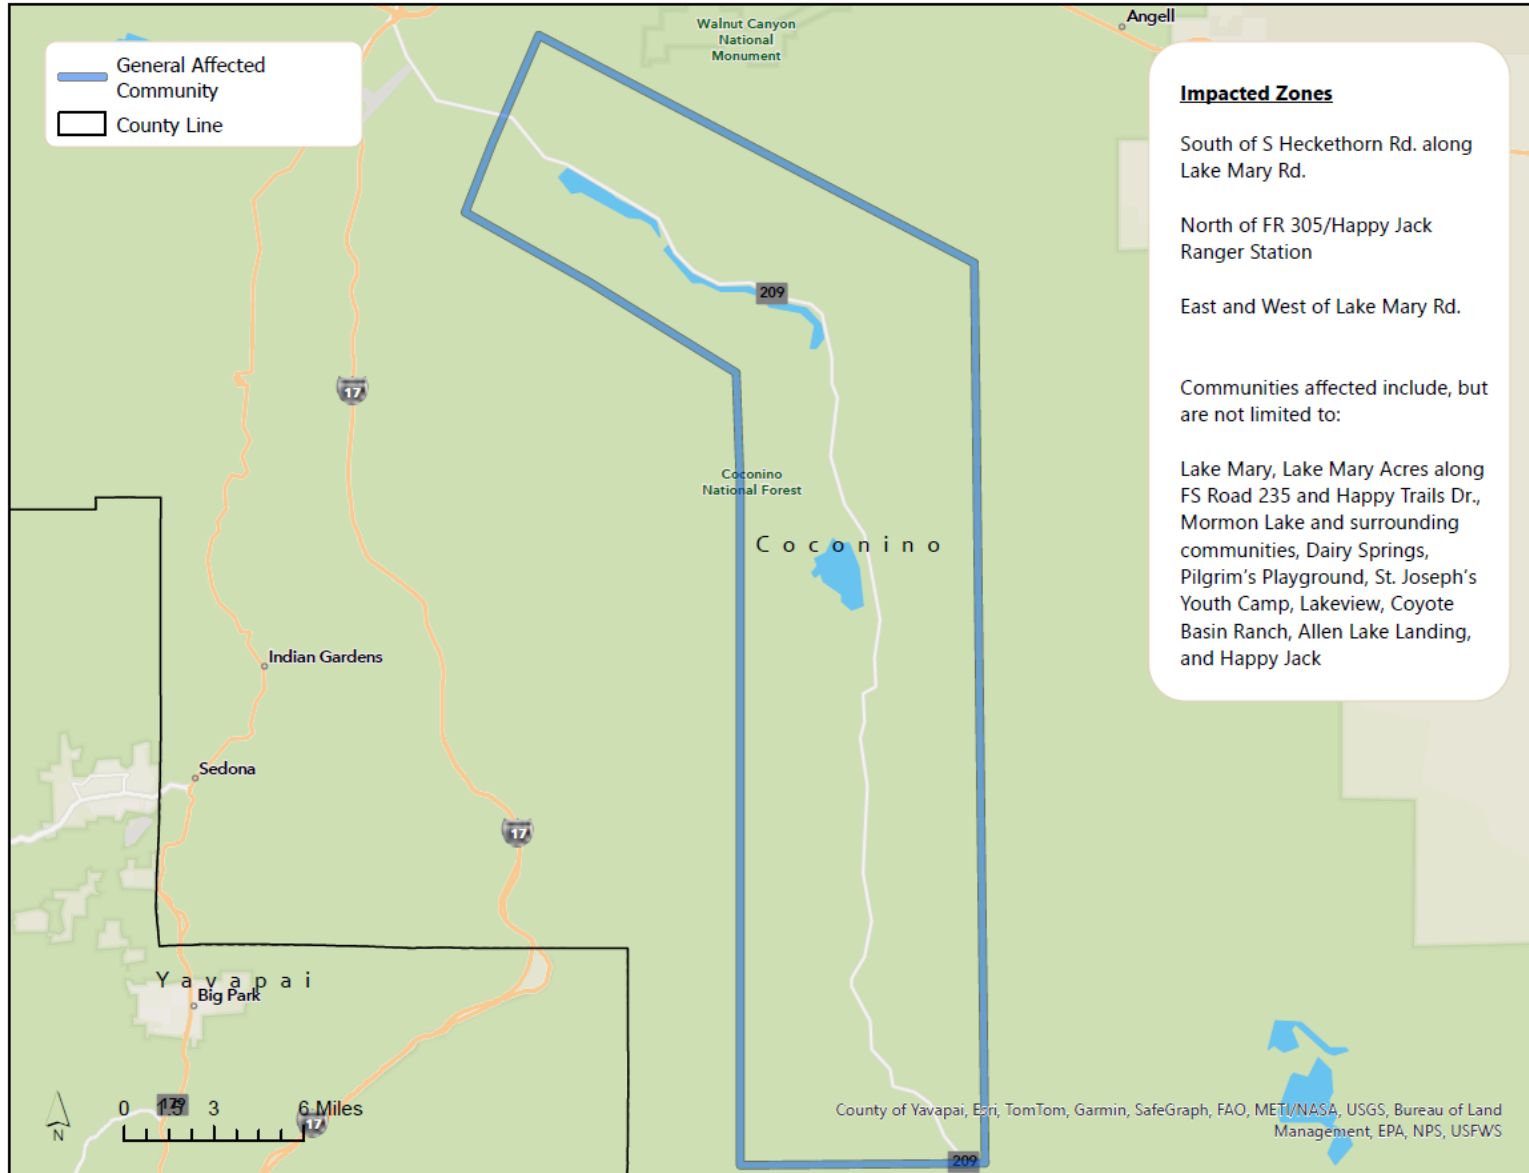 Walnut Canyon
National
Monument
Angell
General Affected
Community
County Line
Impacted Zones
South of S Heckethorn Rd. along
Lake Mary Rd.
North of FR 305/Happy Jack
Ranger Station
East and West of Lake Mary Rd.
Communities affected include, but
are not limited to:
Lake Mary, Lake Mary Acres along
FS Road 235 and Happy Trails Dr.,
Mormon Lake and surrounding
communities, Dairy Springs,
Pilgrim's Playground, St. Joseph's
Youth Camp, Lakeview, Coyote
Basin Ranch, Allen Lake Landing,
and Happy Jack
209
17
Coconino
National Forest
Coconino
Indian Gardens
Sedona
17
Yavapai
Big Park
179
17
0 1.5 3 6 Miles
N
209
County of Yavapai, Esri, TomTom, Garmin, SafeGraph, FAO, METI/NASA, USGS, Bureau of Land
Management, EPA, NPS, USFWS